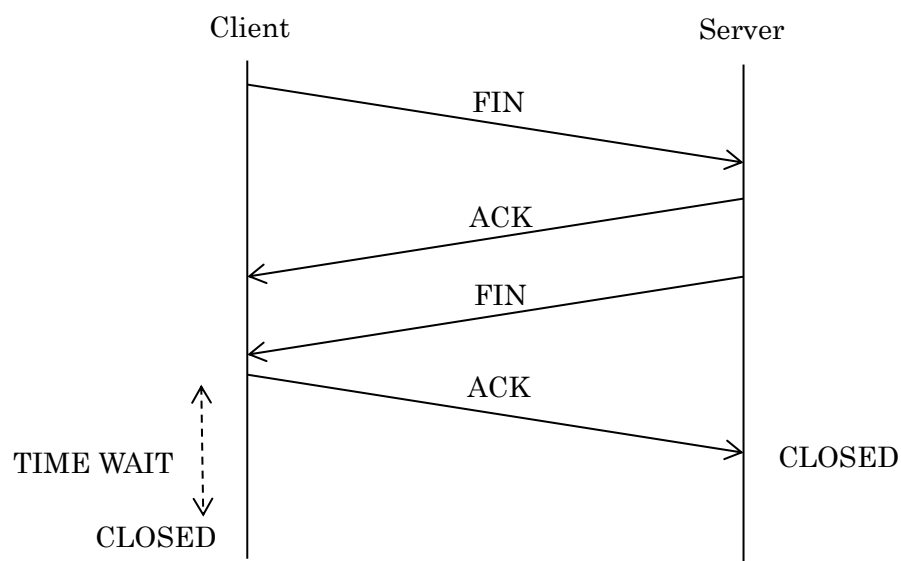 Client
Server
FIN
ACK
FIN
ACK
TIME WAIT
CLOSED
CLOSED